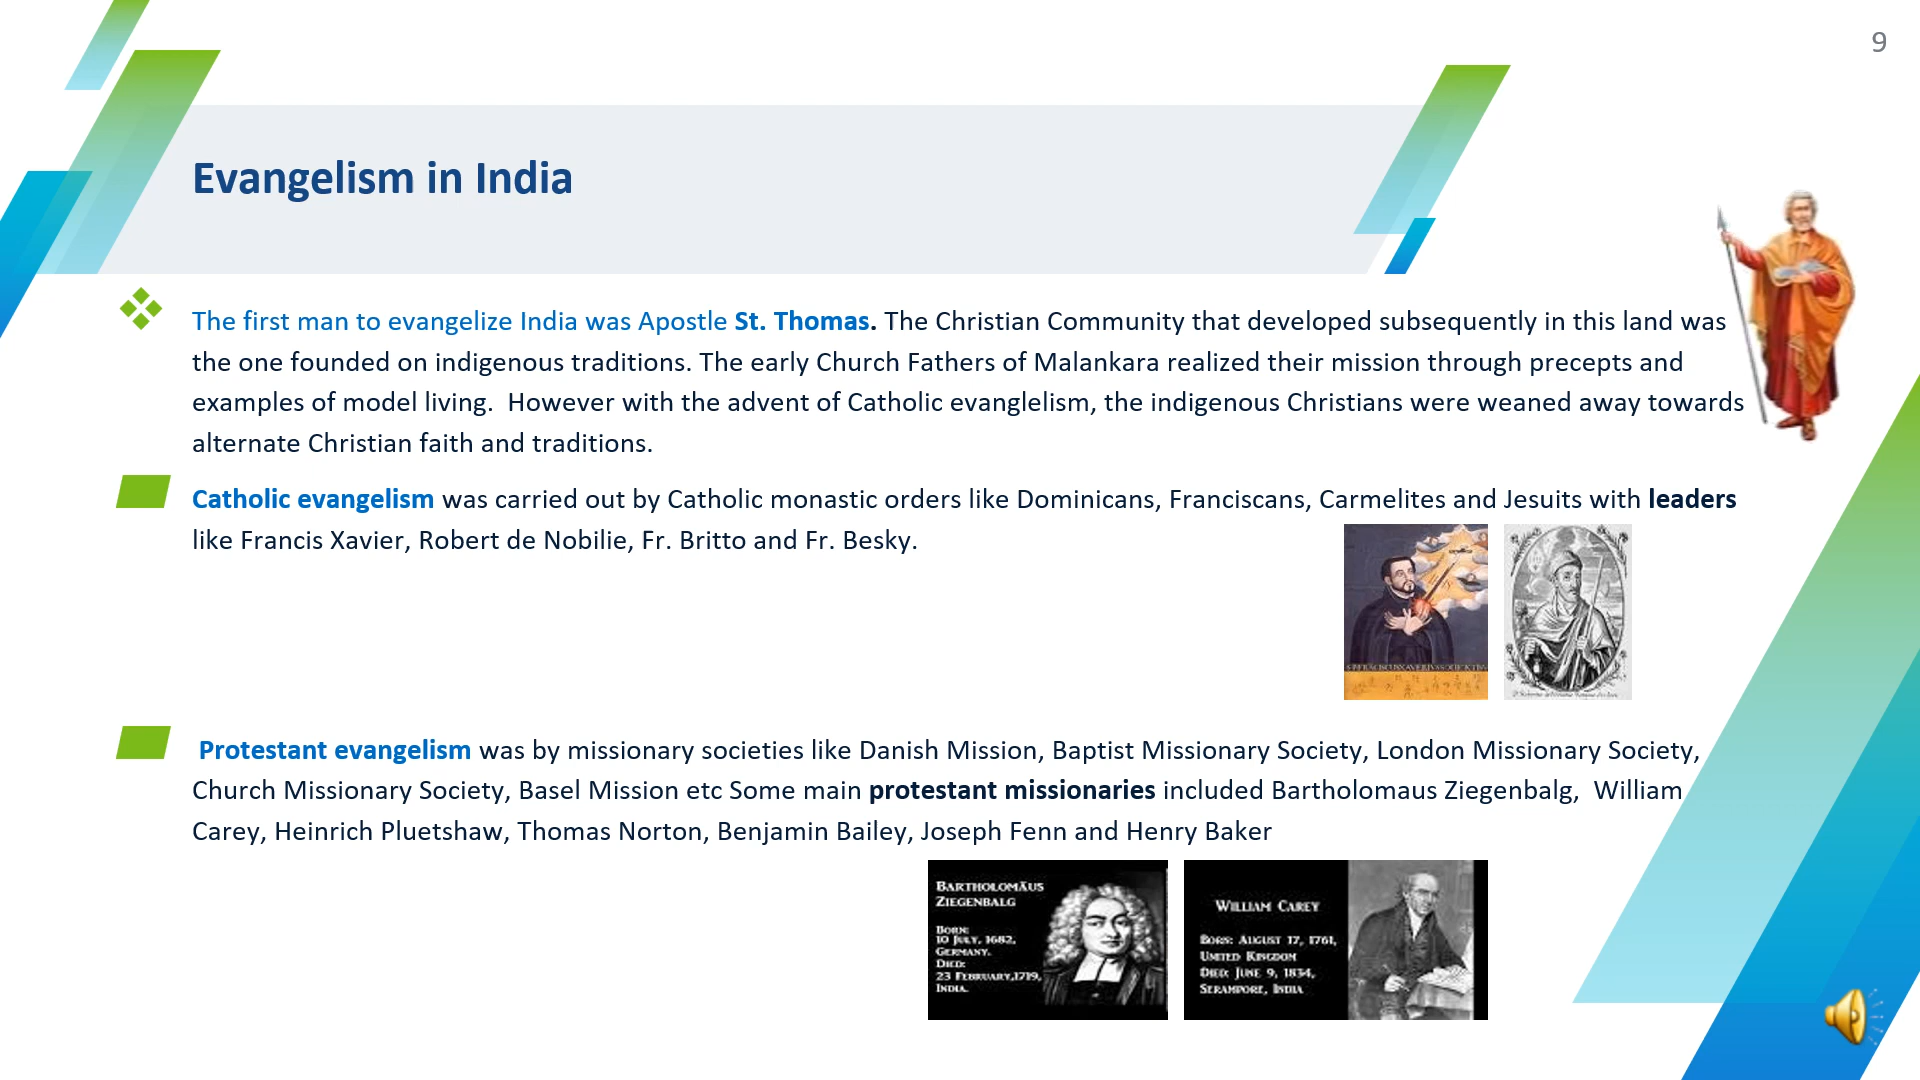 9
Evangelism in India
The first man to evangelize India was Apostle St. Thomas. The Christian Community that developed subsequently in this land was
the one founded on indigenous traditions. The early Church Fathers of Malankara realized their mission through precepts and
examples of model living.  However with the advent of Catholic evanglelism, the indigenous Christians were weaned away towards
alternate Christian faith and traditions.
Catholic evangelism was carried out by Catholic monastic orders like Dominicans, Franciscans, Carmelites and Jesuits with leaders
like Francis Xavier, Robert de Nobilie, Fr. Britto and Fr. Besky.
Protestant evangelism was by missionary societies like Danish Mission, Baptist Missionary Society, London Missionary Society,
Church Missionary Society, Basel Mission etc Some main protestant missionaries included Bartholomaus Ziegenbalg,  William
Carey, Heinrich Pluetshaw, Thomas Norton, Benjamin Bailey, Joseph Fenn and Henry Baker
BARTHOLOMÄUS
ZIEGENBALG
BORN:
10 JULY, 1682,
GERMANY.
DIED:
23 FEBRUARY,1719,
INDIA.
WILLIAM CAREY
BORN: AUGUST 17, 1761,
UNITED KINGDOM
DIED: JUNE 9, 1834,
SERAMPORE, INDIA